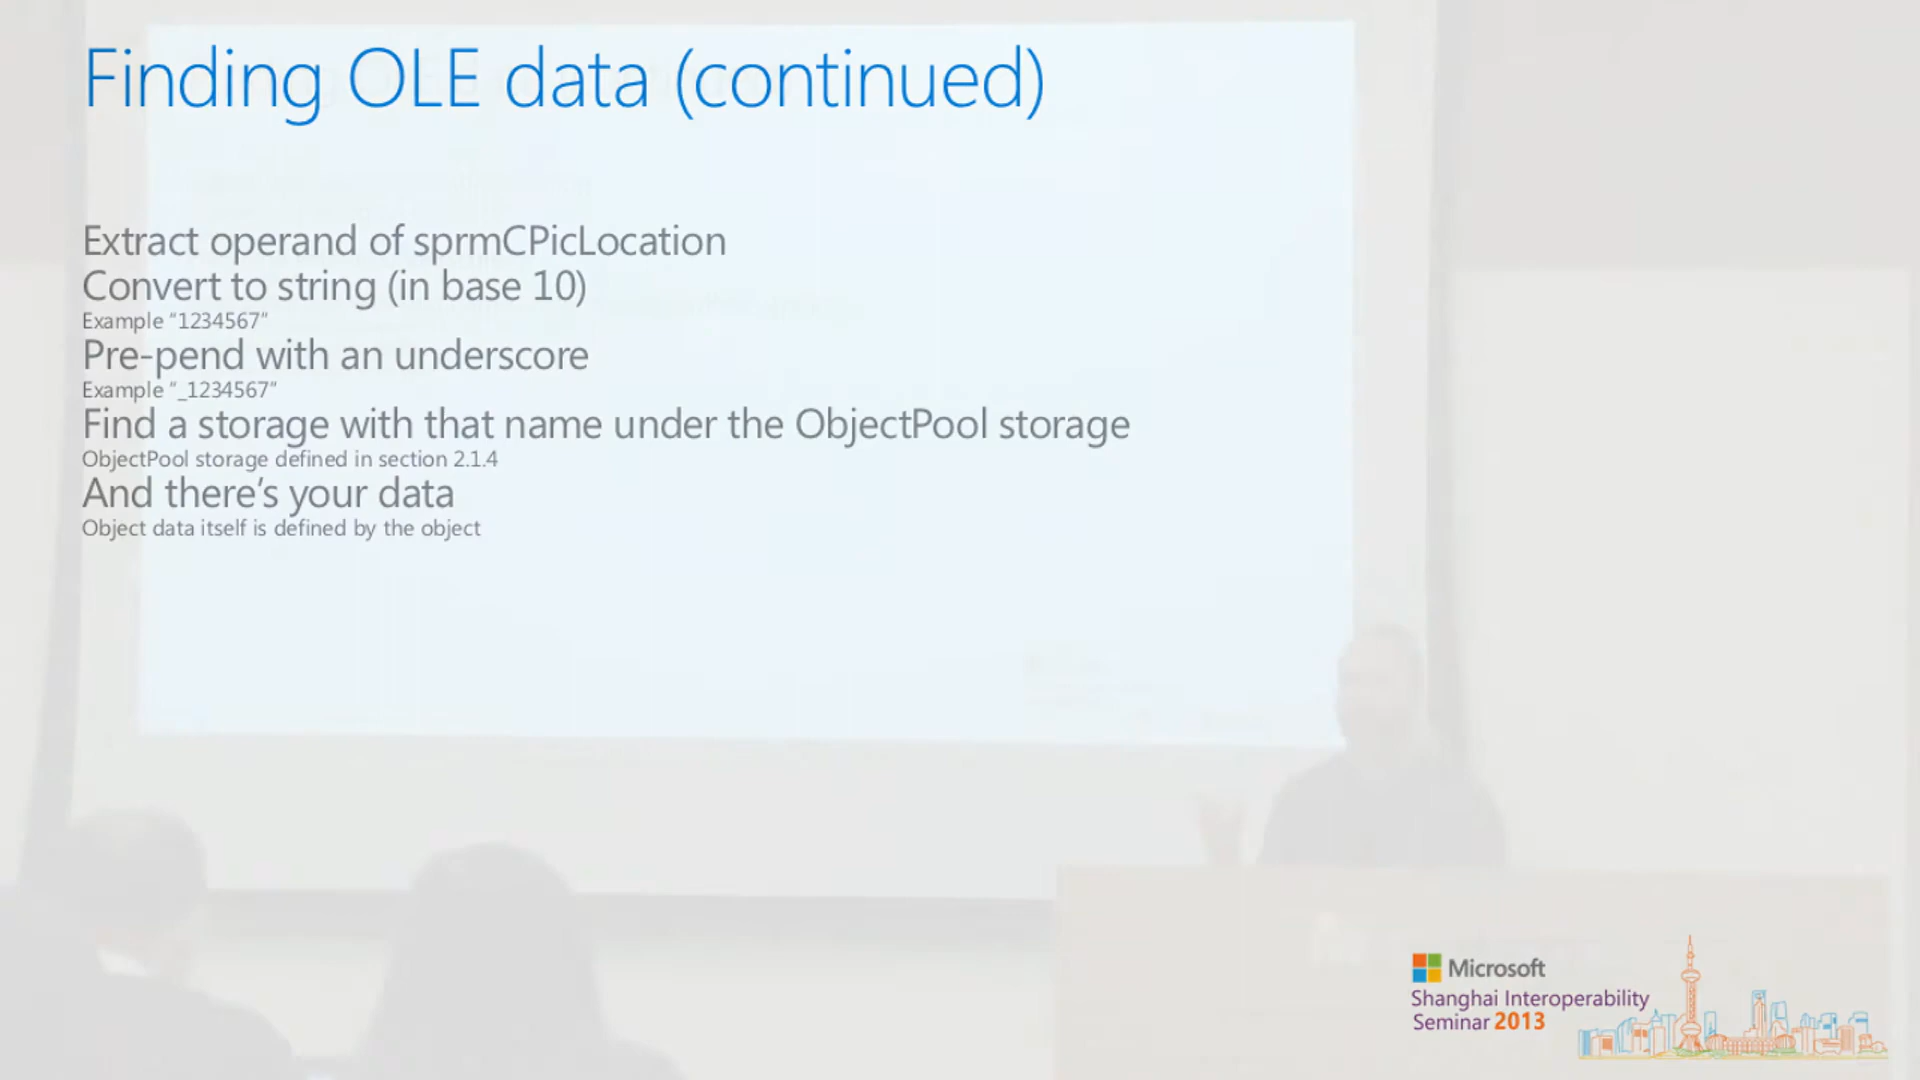 Finding OLE data (continued)
Extract operand of sprmCPicLocation
Convert to string (in base 10)
Example “1234567”
Pre-pend with an underscore
Example “_1234567”
Find a storage with that name under the ObjectPool storage
ObjectPool storage defined in section 2.1.4
And there’s your data
Object data itself is defined by the object
Microsoft
Shanghai Interoperability
Seminar 2013